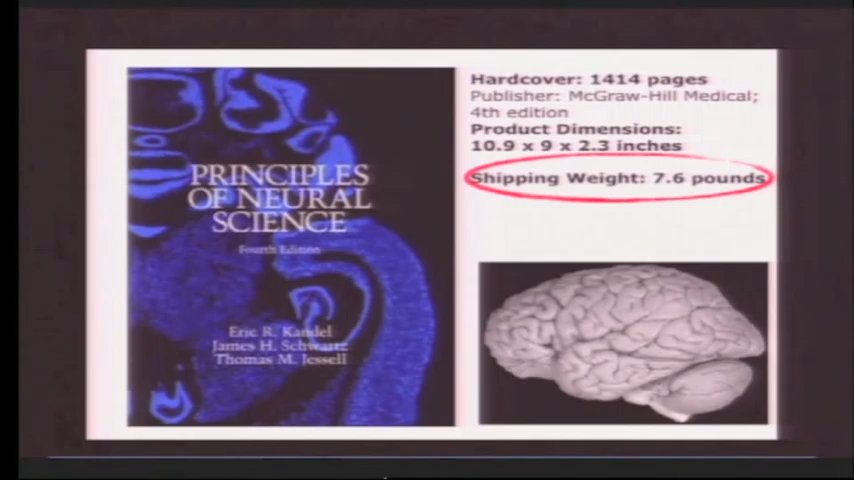 PRINCIPLES
OF NEURAL
SCIENCE
Fourth Edition
Eric R. Kandel
James H. Schwartz
Thomas M. Jessell
Hardcover: 1414 pages
Publisher: McGraw-Hill Medical;
4th edition
Product Dimensions:
10.9 x 9 x 2.3 inches
Shipping Weight: 7.6 pounds